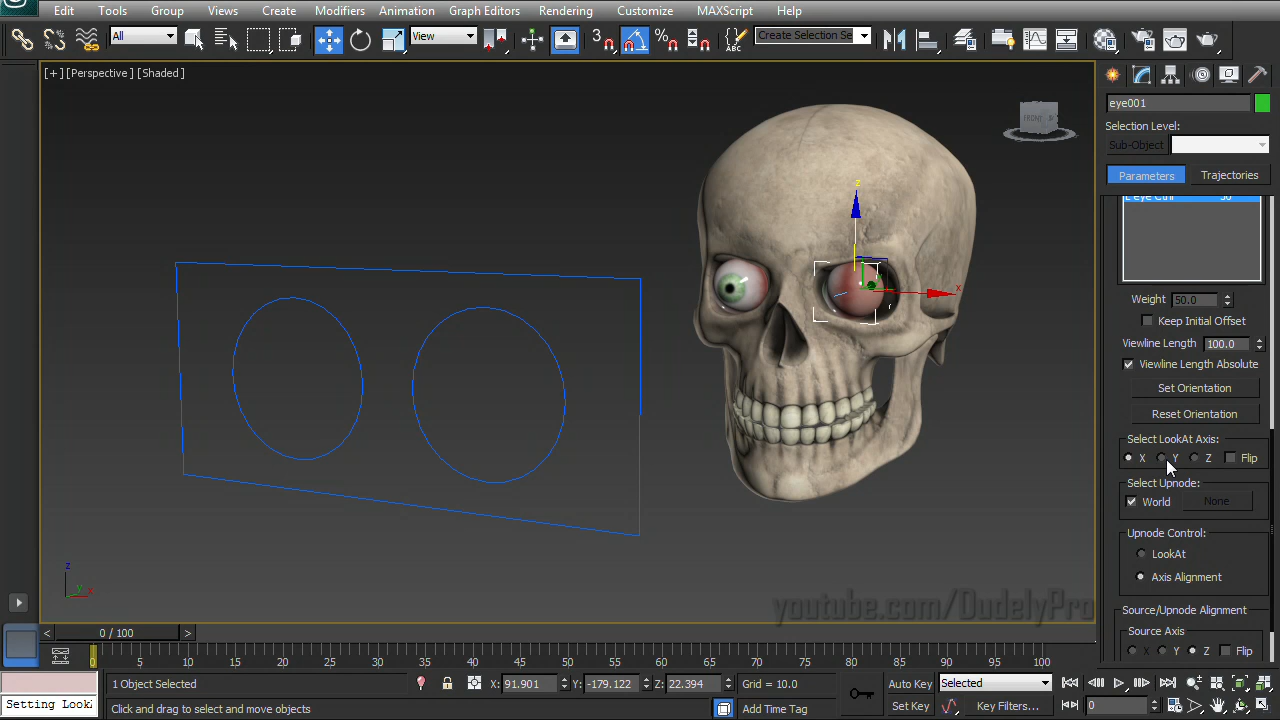 Edit Tools Group Views Create Modifiers Animation Graph Editors Rendering Customize MAXScript Help
All View 3 Create Selection Se
[+] [Perspective] [Shaded]
FRONT
eye001
Selection Level:
Sub-Object
Parameters Trajectories
50
Weight 50.0
Keep Initial Offset
Viewline Length 100.0
Viewline Length Absolute
Set Orientation
Reset Orientation
Select LookAt Axis:
X Y Z Flip
Select Upnode:
World None
Upnode Control:
LookAt
Axis Alignment
Source/Upnode Alignment
Source Axis
X Y Z Flip
z
x
z
y x
youtube.com/DudelyPro
< 0 / 100 >
0 5 10 15 20 25 30 35 40 45 50 55 60 65 70 75 80 85 90 95 100
1 Object Selected X: 91.901 Y: -179.122 Z: 22.394 Grid = 10.0 Auto Key Selected
Setting Look
Click and drag to select and move objects Add Time Tag Set Key Key Filters... 0